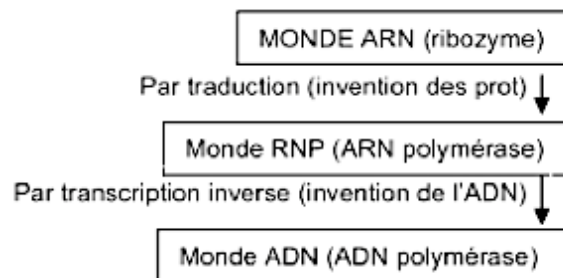 MONDE ARN (ribozyme)
Par traduction (invention des prot)
Monde RNP (ARN polymérase)
Par transcription inverse (invention de l'ADN)
Monde ADN (ADN polymérase)